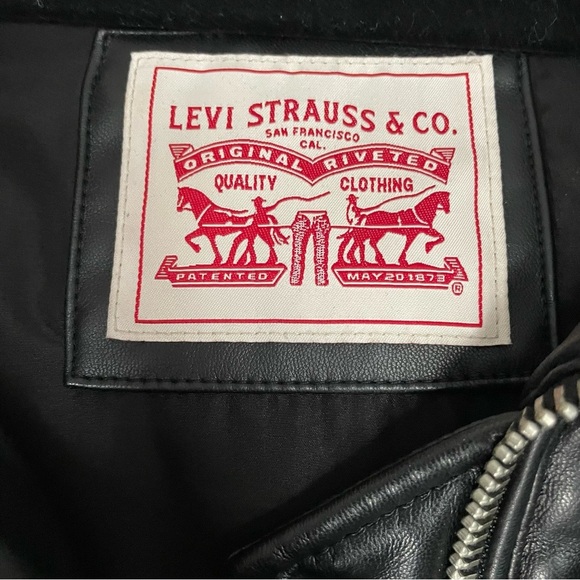 LEVI STRAUSS & CO.
SAN FRANCISCO
CAL.
ORIGINAL RIVETED
QUALITY CLOTHING
PATENTED MAY 20 1873
®